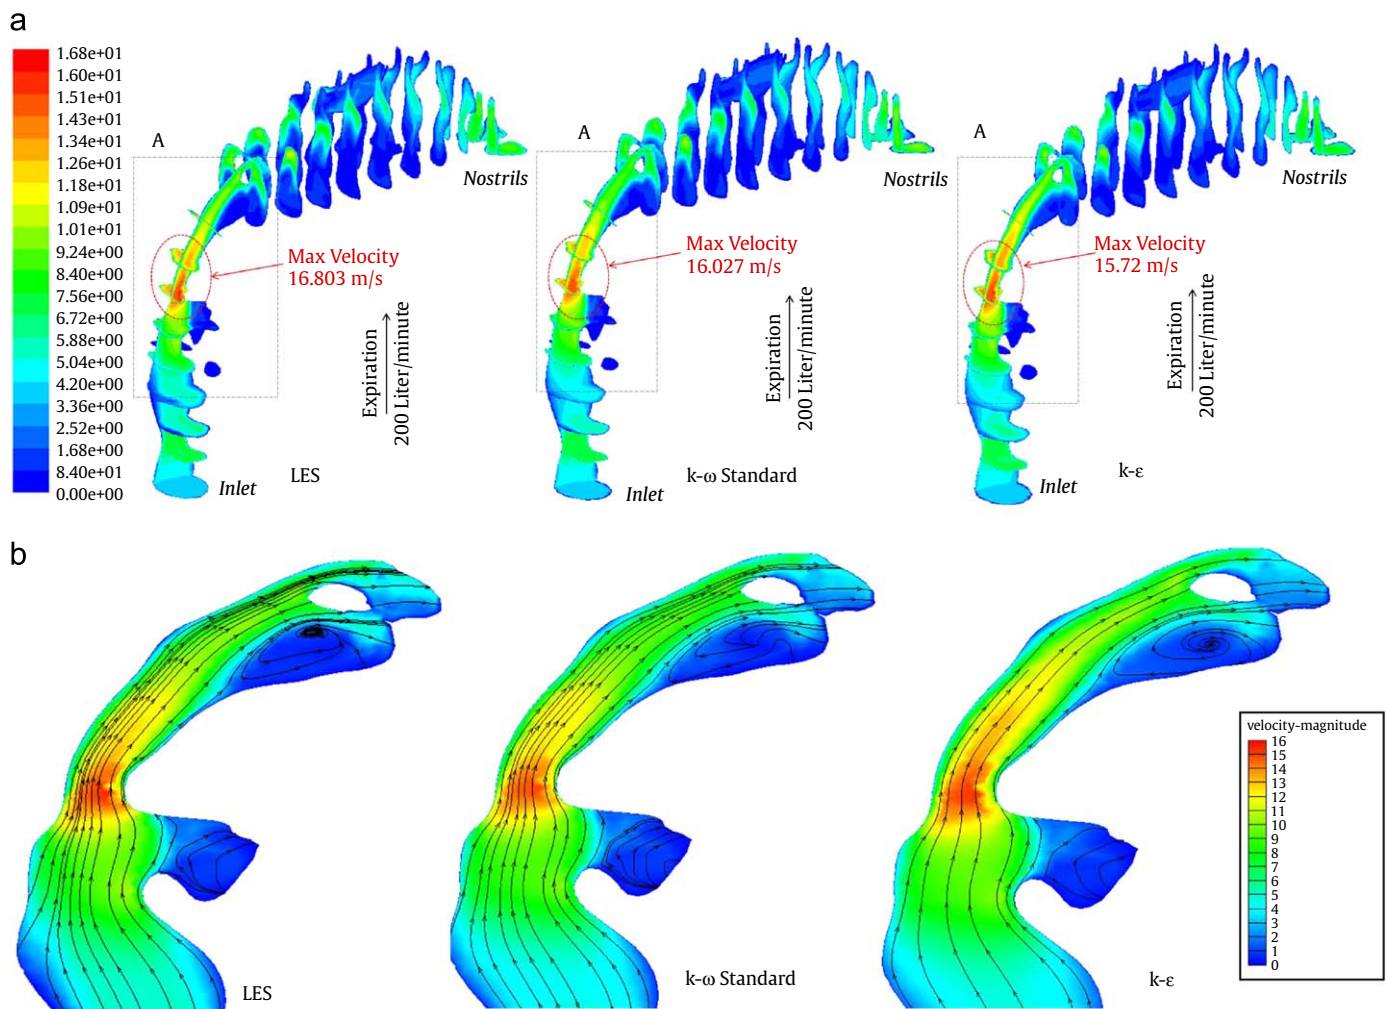 a
1.68e+01
1.60e+01
1.51e+01
1.43e+01
1.34e+01
1.26e+01
1.18e+01
1.09e+01
1.01e+01
9.24e+00
8.40e+00
7.56e+00
6.72e+00
5.88e+00
5.04e+00
4.20e+00
3.36e+00
2.52e+00
1.68e+00
8.40e+01
0.00e+00
A
Nostrils
Max Velocity
16.803 m/s
Expiration
200 Liter/minute
LES
Inlet
A
Nostrils
Max Velocity
16.027 m/s
Expiration
200 Liter/minute
k-ω Standard
Inlet
A
Nostrils
Max Velocity
15.72 m/s
Expiration
200 Liter/minute
k-ε
Inlet
b
LES
k-ω Standard
k-ε
velocity-magnitude
16
15
14
13
12
11
10
9
8
7
6
5
4
3
2
1
0